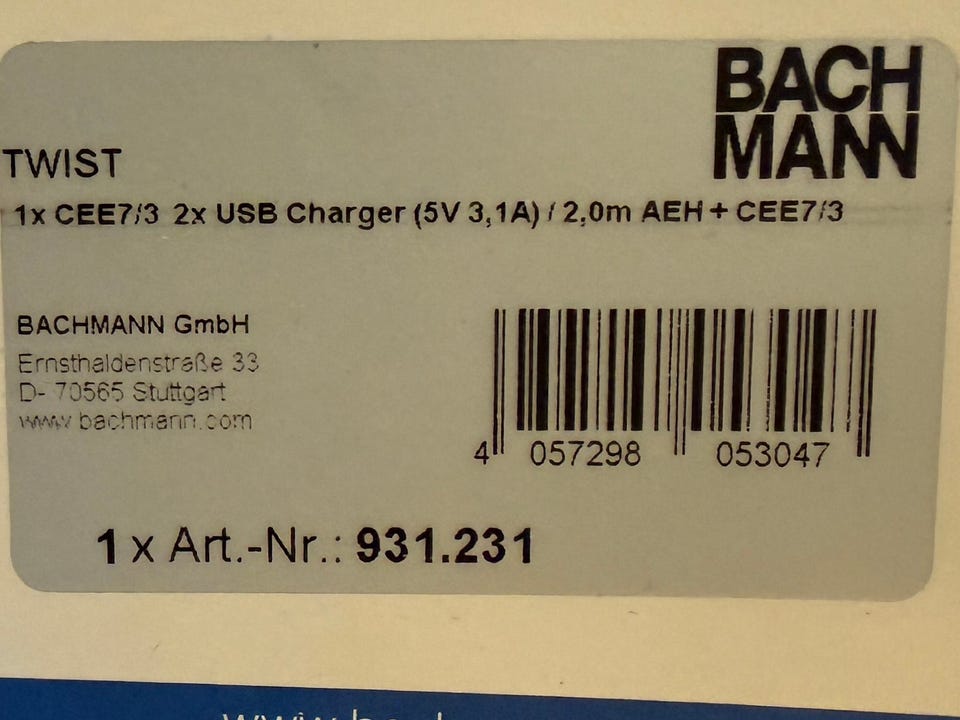 BACH
MANN
TWIST
1x CEE7/3 2x USB Charger (5V 3,1A) / 2,0m AEH + CEE7/3
BACHMANN GmbH
Ernsthaldenstraße 33
D- 70565 Stuttgart
www.bachmann.com
4 057298 053047
1 x Art.-Nr.: 931.231